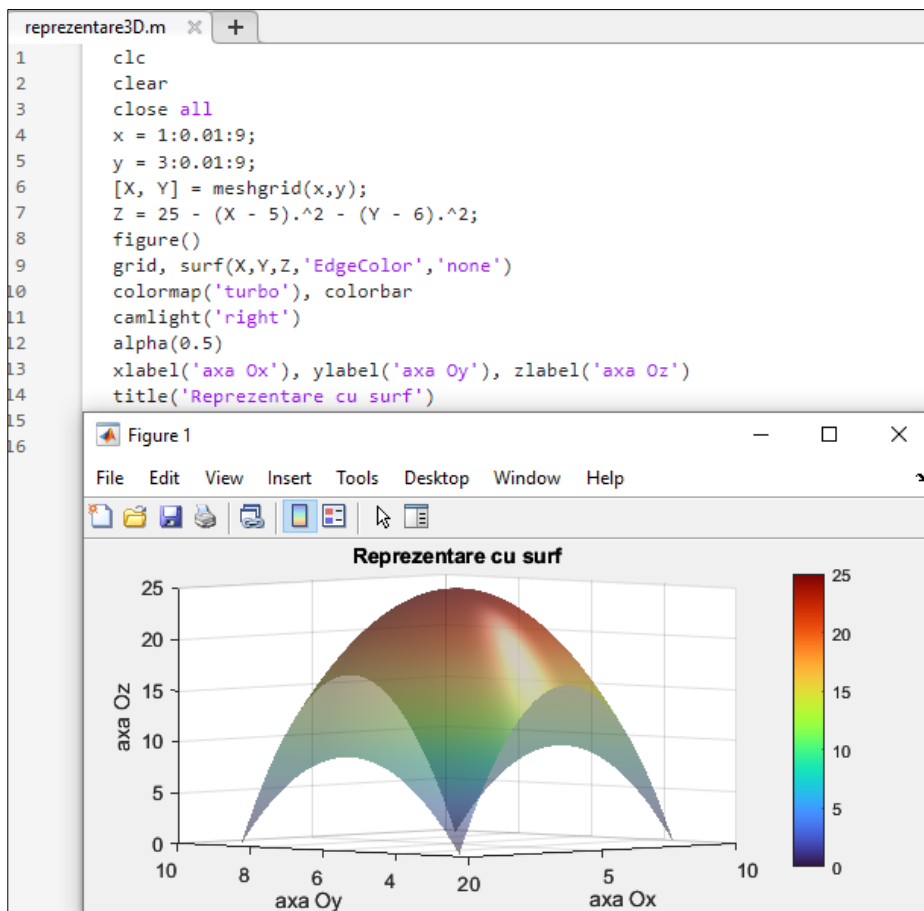 reprezentare3D.m
1 clc
2 clear
3 close all
4 x = 1:0.01:9;
5 y = 3:0.01:9;
6 [X, Y] = meshgrid(x,y);
7 Z = 25 - (X - 5).^2 - (Y - 6).^2;
8 figure()
9 grid, surf(X,Y,Z,'EdgeColor','none')
10 colormap('turbo'), colorbar
11 camlight('right')
12 alpha(0.5)
13 xlabel('axa Ox'), ylabel('axa Oy'), zlabel('axa Oz')
14 title('Reprezentare cu surf')
15
16
Figure 1
File Edit View Insert Tools Desktop Window Help
Reprezentare cu surf
25
20
15
10
5
0
axa Oz
10 8 6 4 20 5 10
axa Oy axa Ox
25
20
15
10
5
0